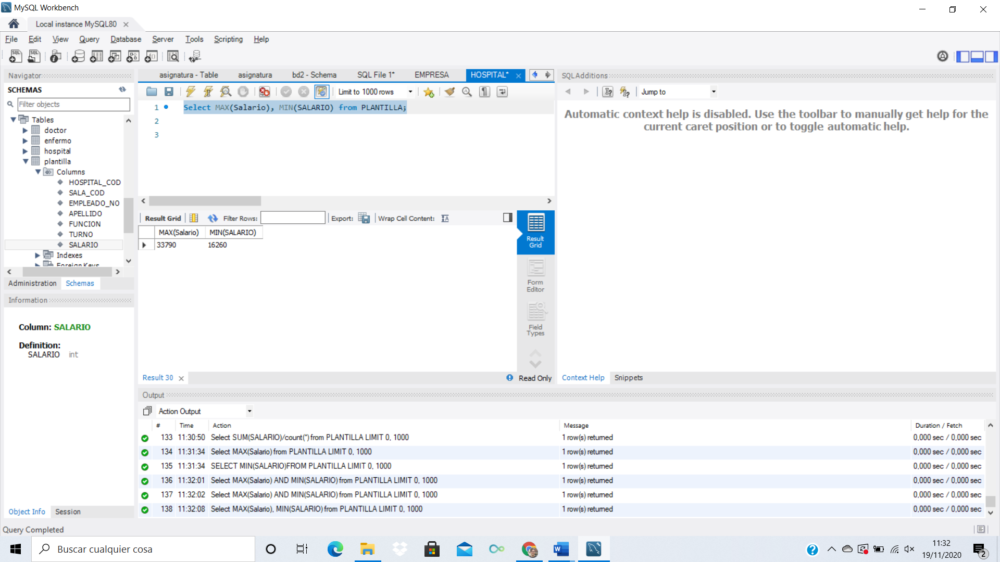 MySQL Workbench
Local instance MySQL80
File Edit View Query Database Server Tools Scripting Help
Navigator
SCHEMAS
Filter objects
Tables
doctor
enfermo
hospital
plantilla
Columns
HOSPITAL_COD
SALA_COD
EMPLEADO_NO
APELLIDO
FUNCION
TURNO
SALARIO
Indexes
Foreign Keys
Administration Schemas
Information
Column: SALARIO
Definition:
SALARIO int
Object Info Session
asignatura - Table asignatura bd2 - Schema SQL File 1* EMPRESA HOSPITAL*
Limit to 1000 rows
1 Select MAX(Salario), MIN(SALARIO) from PLANTILLA;
2
3
Result Grid Filter Rows: Export: Wrap Cell Content:
MAX(Salario) MIN(SALARIO)
33790 16260
Result Grid
Form Editor
Field Types
Result 30 Read Only
SQLAdditions
Jump to
Automatic context help is disabled. Use the toolbar to manually get help for the
current caret position or to toggle automatic help.
Context Help Snippets
Output
Action Output
# Time Action Message Duration / Fetch
133 11:30:50 Select SUM(SALARIO)/count(*) from PLANTILLA LIMIT 0, 1000 1 row(s) returned 0,000 sec / 0,000 sec
134 11:31:34 Select MAX(Salario) from PLANTILLA LIMIT 0, 1000 1 row(s) returned 0,000 sec / 0,000 sec
135 11:31:34 SELECT MIN(SALARIO)FROM PLANTILLA LIMIT 0, 1000 1 row(s) returned 0,000 sec / 0,000 sec
136 11:32:01 Select MAX(Salario) AND MIN(SALARIO) from PLANTILLA LIMIT 0, 1000 1 row(s) returned 0,000 sec / 0,000 sec
137 11:32:02 Select MAX(Salario) AND MIN(SALARIO) from PLANTILLA LIMIT 0, 1000 1 row(s) returned 0,000 sec / 0,000 sec
138 11:32:08 Select MAX(Salario), MIN(SALARIO) from PLANTILLA LIMIT 0, 1000 1 row(s) returned 0,000 sec / 0,000 sec
Query Completed
Buscar cualquier cosa
11:32
19/11/2020
2